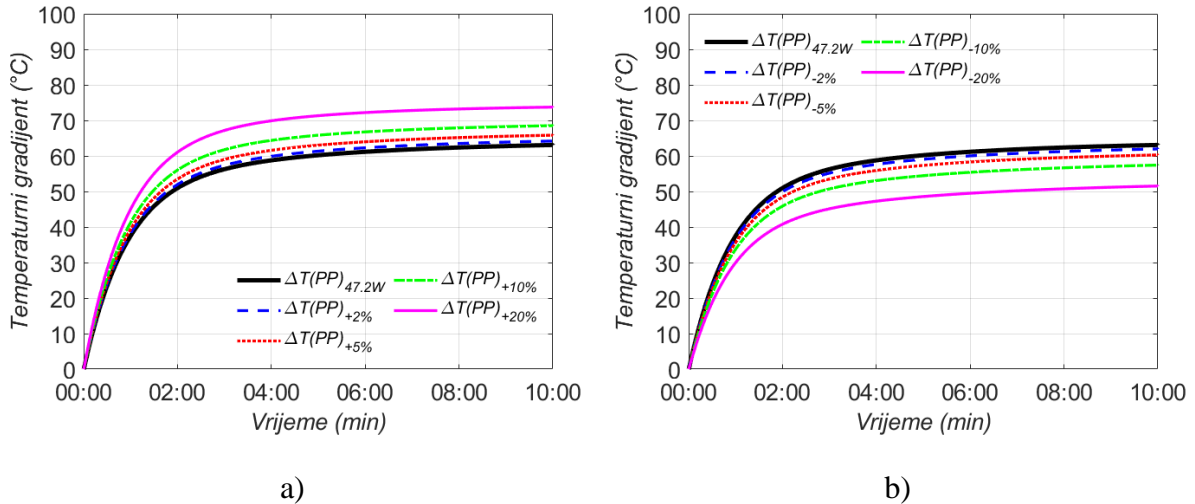 100
90
80
70
60
50
40
30
20
10
0
Temperaturni gradijent (°C)
ΔT(PP)47.2W
ΔT(PP)+2%
ΔT(PP)+5%
ΔT(PP)+10%
ΔT(PP)+20%
00:00 02:00 04:00 06:00 08:00 10:00
Vrijeme (min)
a)
100
90
80
70
60
50
40
30
20
10
0
Temperaturni gradijent (°C)
ΔT(PP)47.2W
ΔT(PP)-2%
ΔT(PP)-5%
ΔT(PP)-10%
ΔT(PP)-20%
00:00 02:00 04:00 06:00 08:00 10:00
Vrijeme (min)
b)